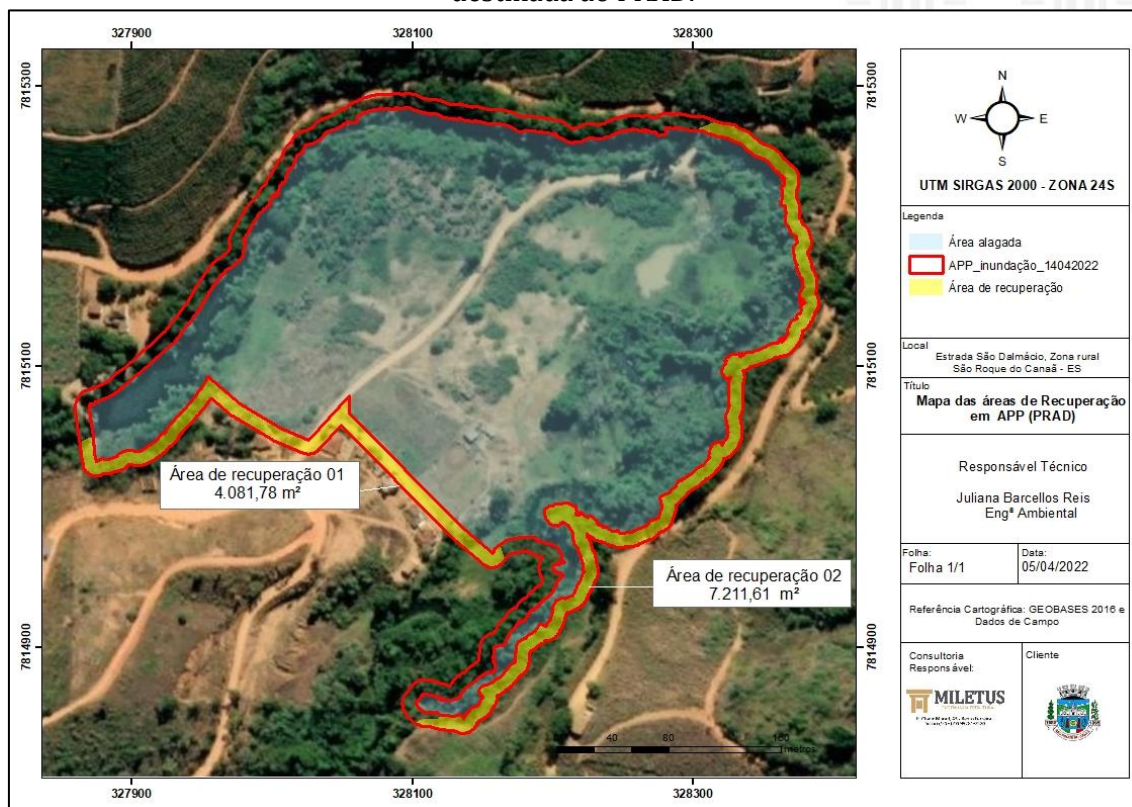 destinada ao PRAD.
327900
328100
328300
7815300
7815100
7814900
7815300
7815100
7814900
Área de recuperação 01
4.081,78 m²
Área de recuperação 02
7.211,61 m²
40
80
160
metros
327900
328100
328300
N
W
E
S
UTM SIRGAS 2000 - ZONA 24S
Legenda
Área alagada
APP_inundação_14042022
Área de recuperação
Local
Estrada São Dalmácio, Zona rural
São Roque do Canaã - ES
Título
Mapa das áreas de Recuperação
em APP (PRAD)
Responsável Técnico
Juliana Barcellos Reis
Engª Ambiental
Folha:
Folha 1/1
Data:
05/04/2022
Referência Cartográfica: GEOBASES 2016 e
Dados de Campo
Consultoria
Responsável:
MILETUS
Cliente